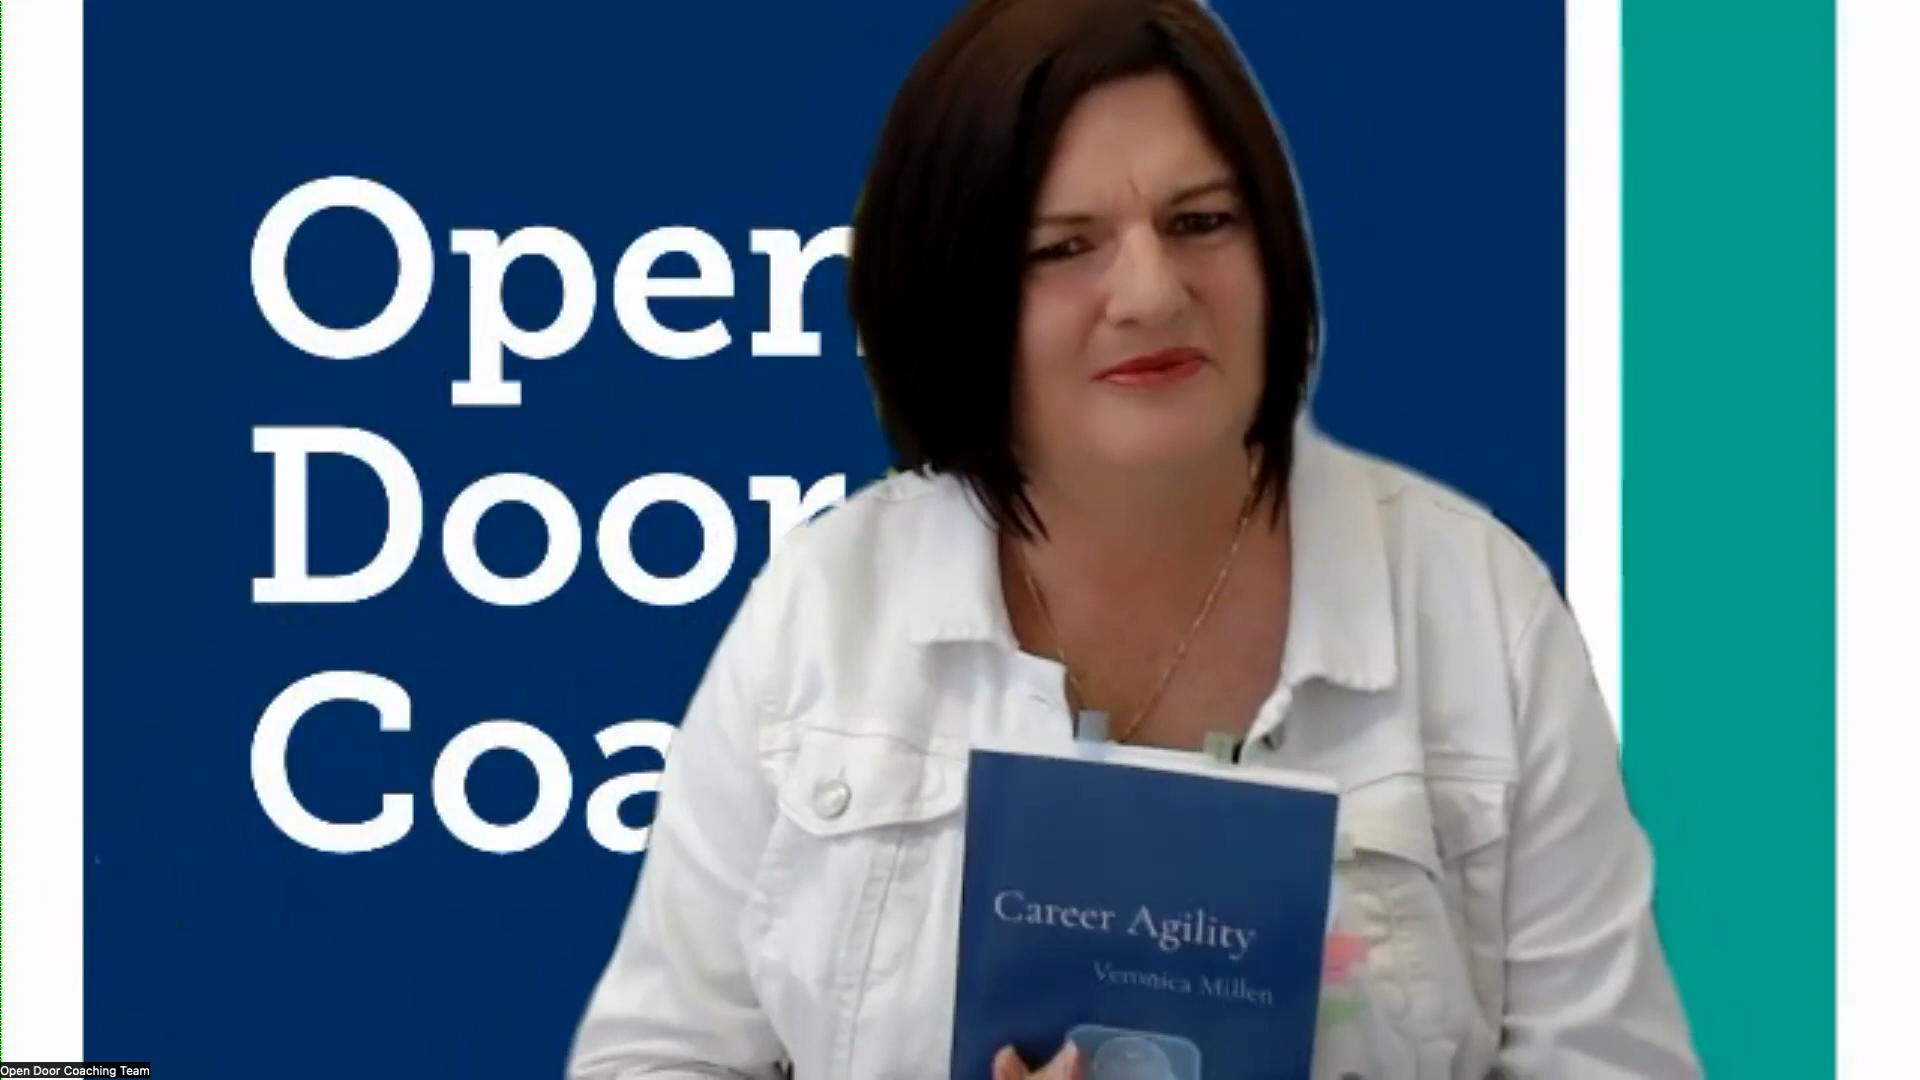 Open
Door
Coa
Career Agility
Veronica Millen
Open Door Coaching Team